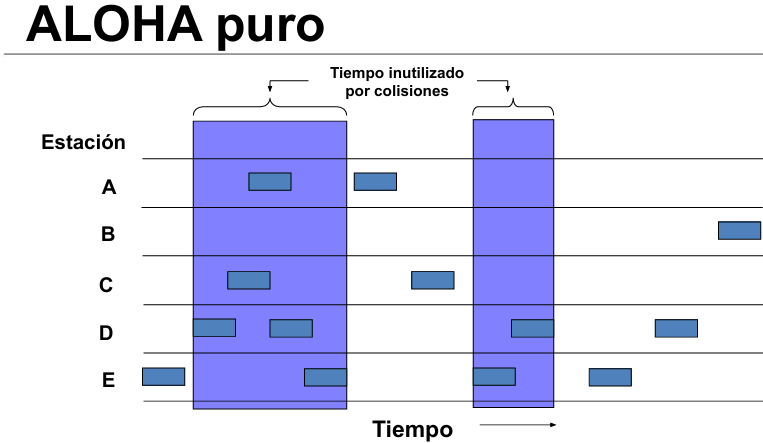 ALOHA puro
Tiempo inutilizado
por colisiones
Estación
A
B
C
D
E
Tiempo